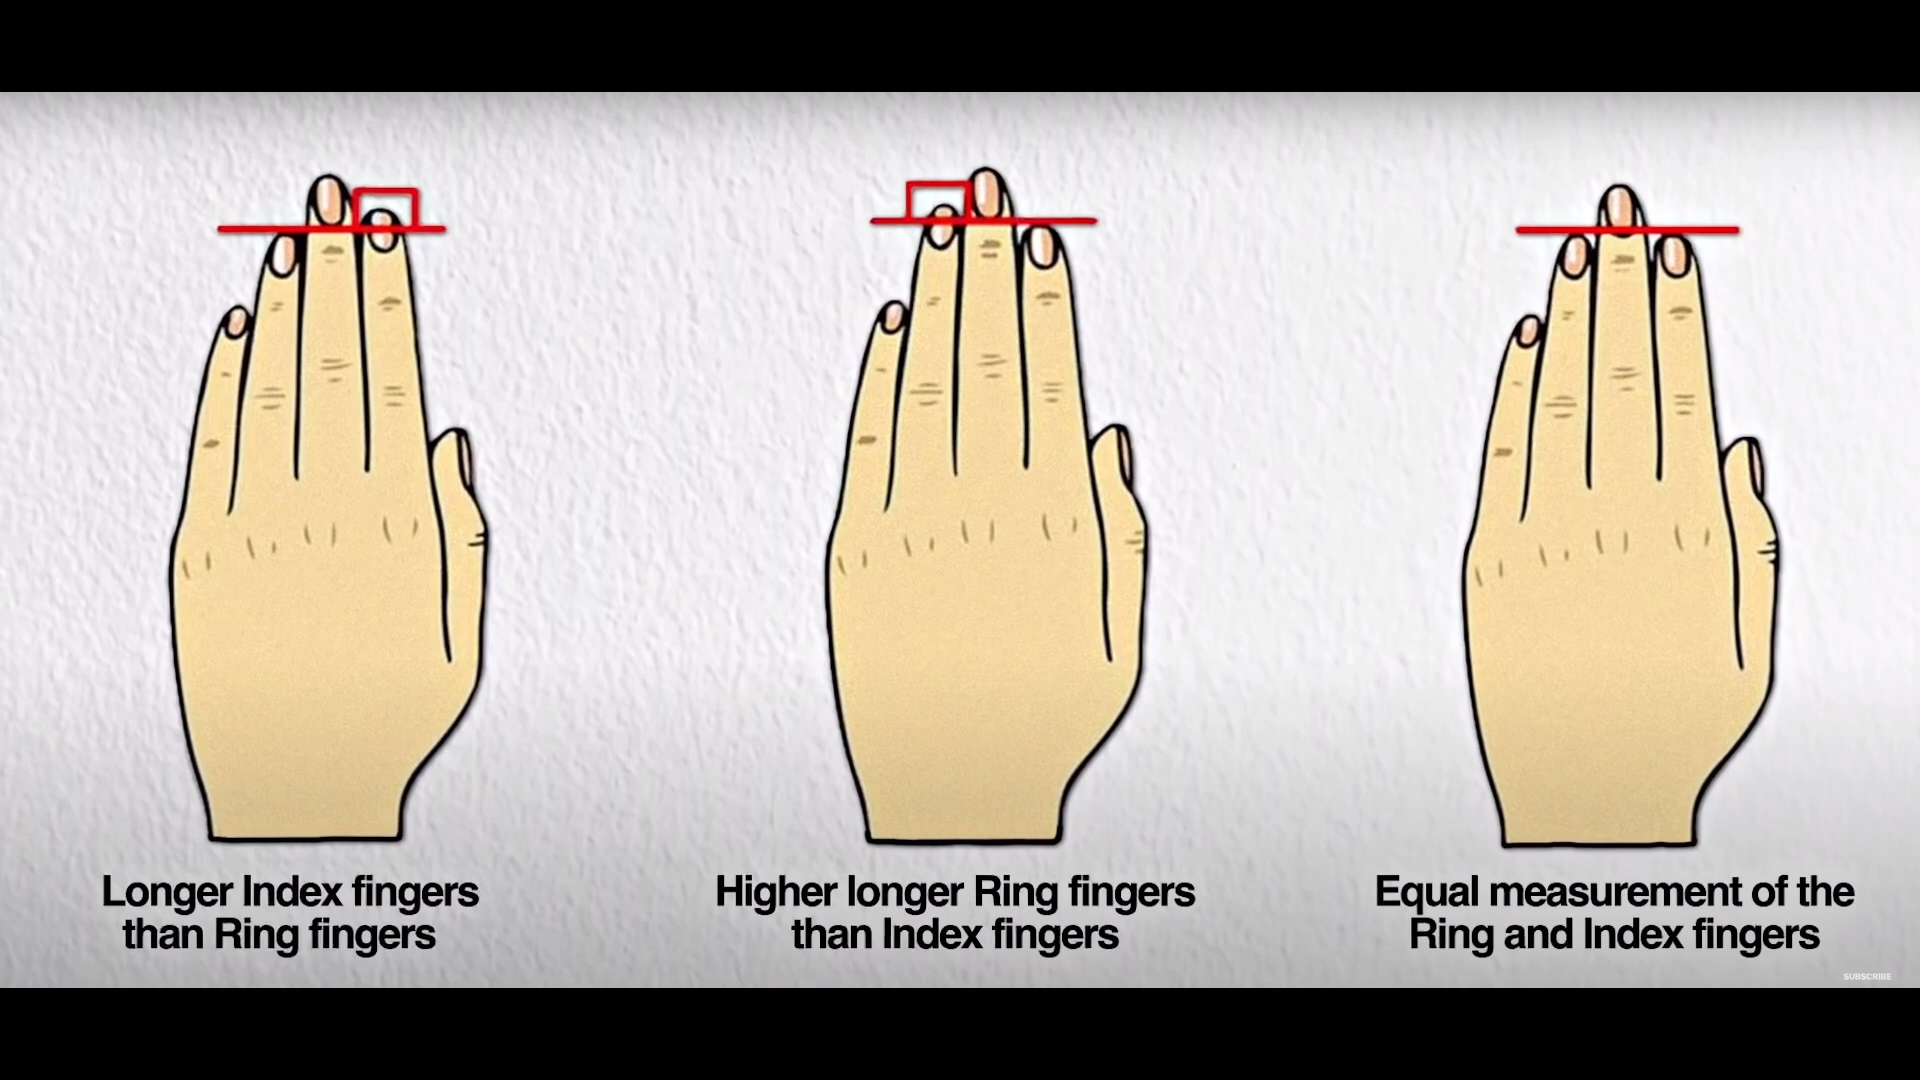 Longer Index fingers
than Ring fingers
Higher longer Ring fingers
than Index fingers
Equal measurement of the
Ring and Index fingers
SUBSCRIBE